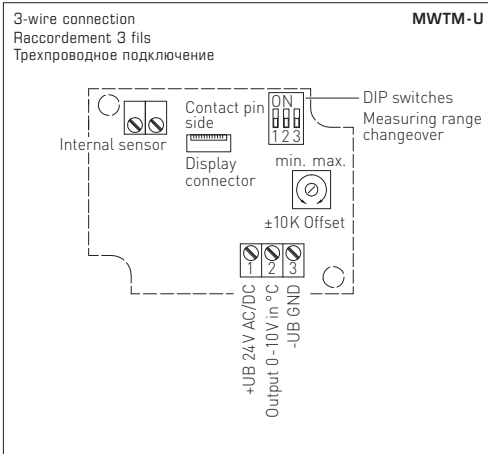 3-wire connection
Raccordement 3 fils
Трехпроводное подключение
MWTM-U
ON
1 2 3
DIP switches
Measuring range
changeover
Contact pin
side
Internal sensor
Display
connector
min. max.
±10K Offset
1 2 3
+UB 24V AC/DC
Output 0-10V in °C
-UB GND